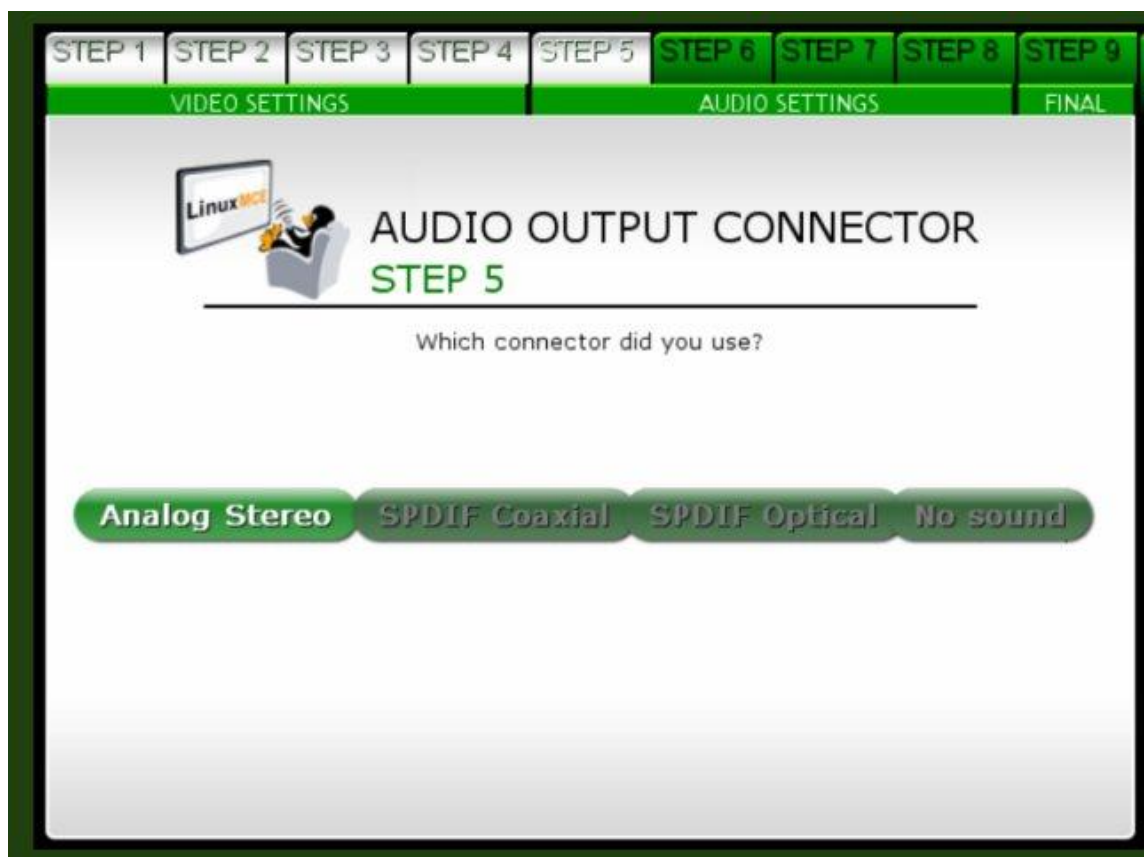 STEP 1 STEP 2 STEP 3 STEP 4 STEP 5 STEP 6 STEP 7 STEP 8 STEP 9
VIDEO SETTINGS AUDIO SETTINGS FINAL
LinuxMCE
AUDIO OUTPUT CONNECTOR
STEP 5
Which connector did you use?
Analog Stereo SPDIF Coaxial SPDIF Optical No sound